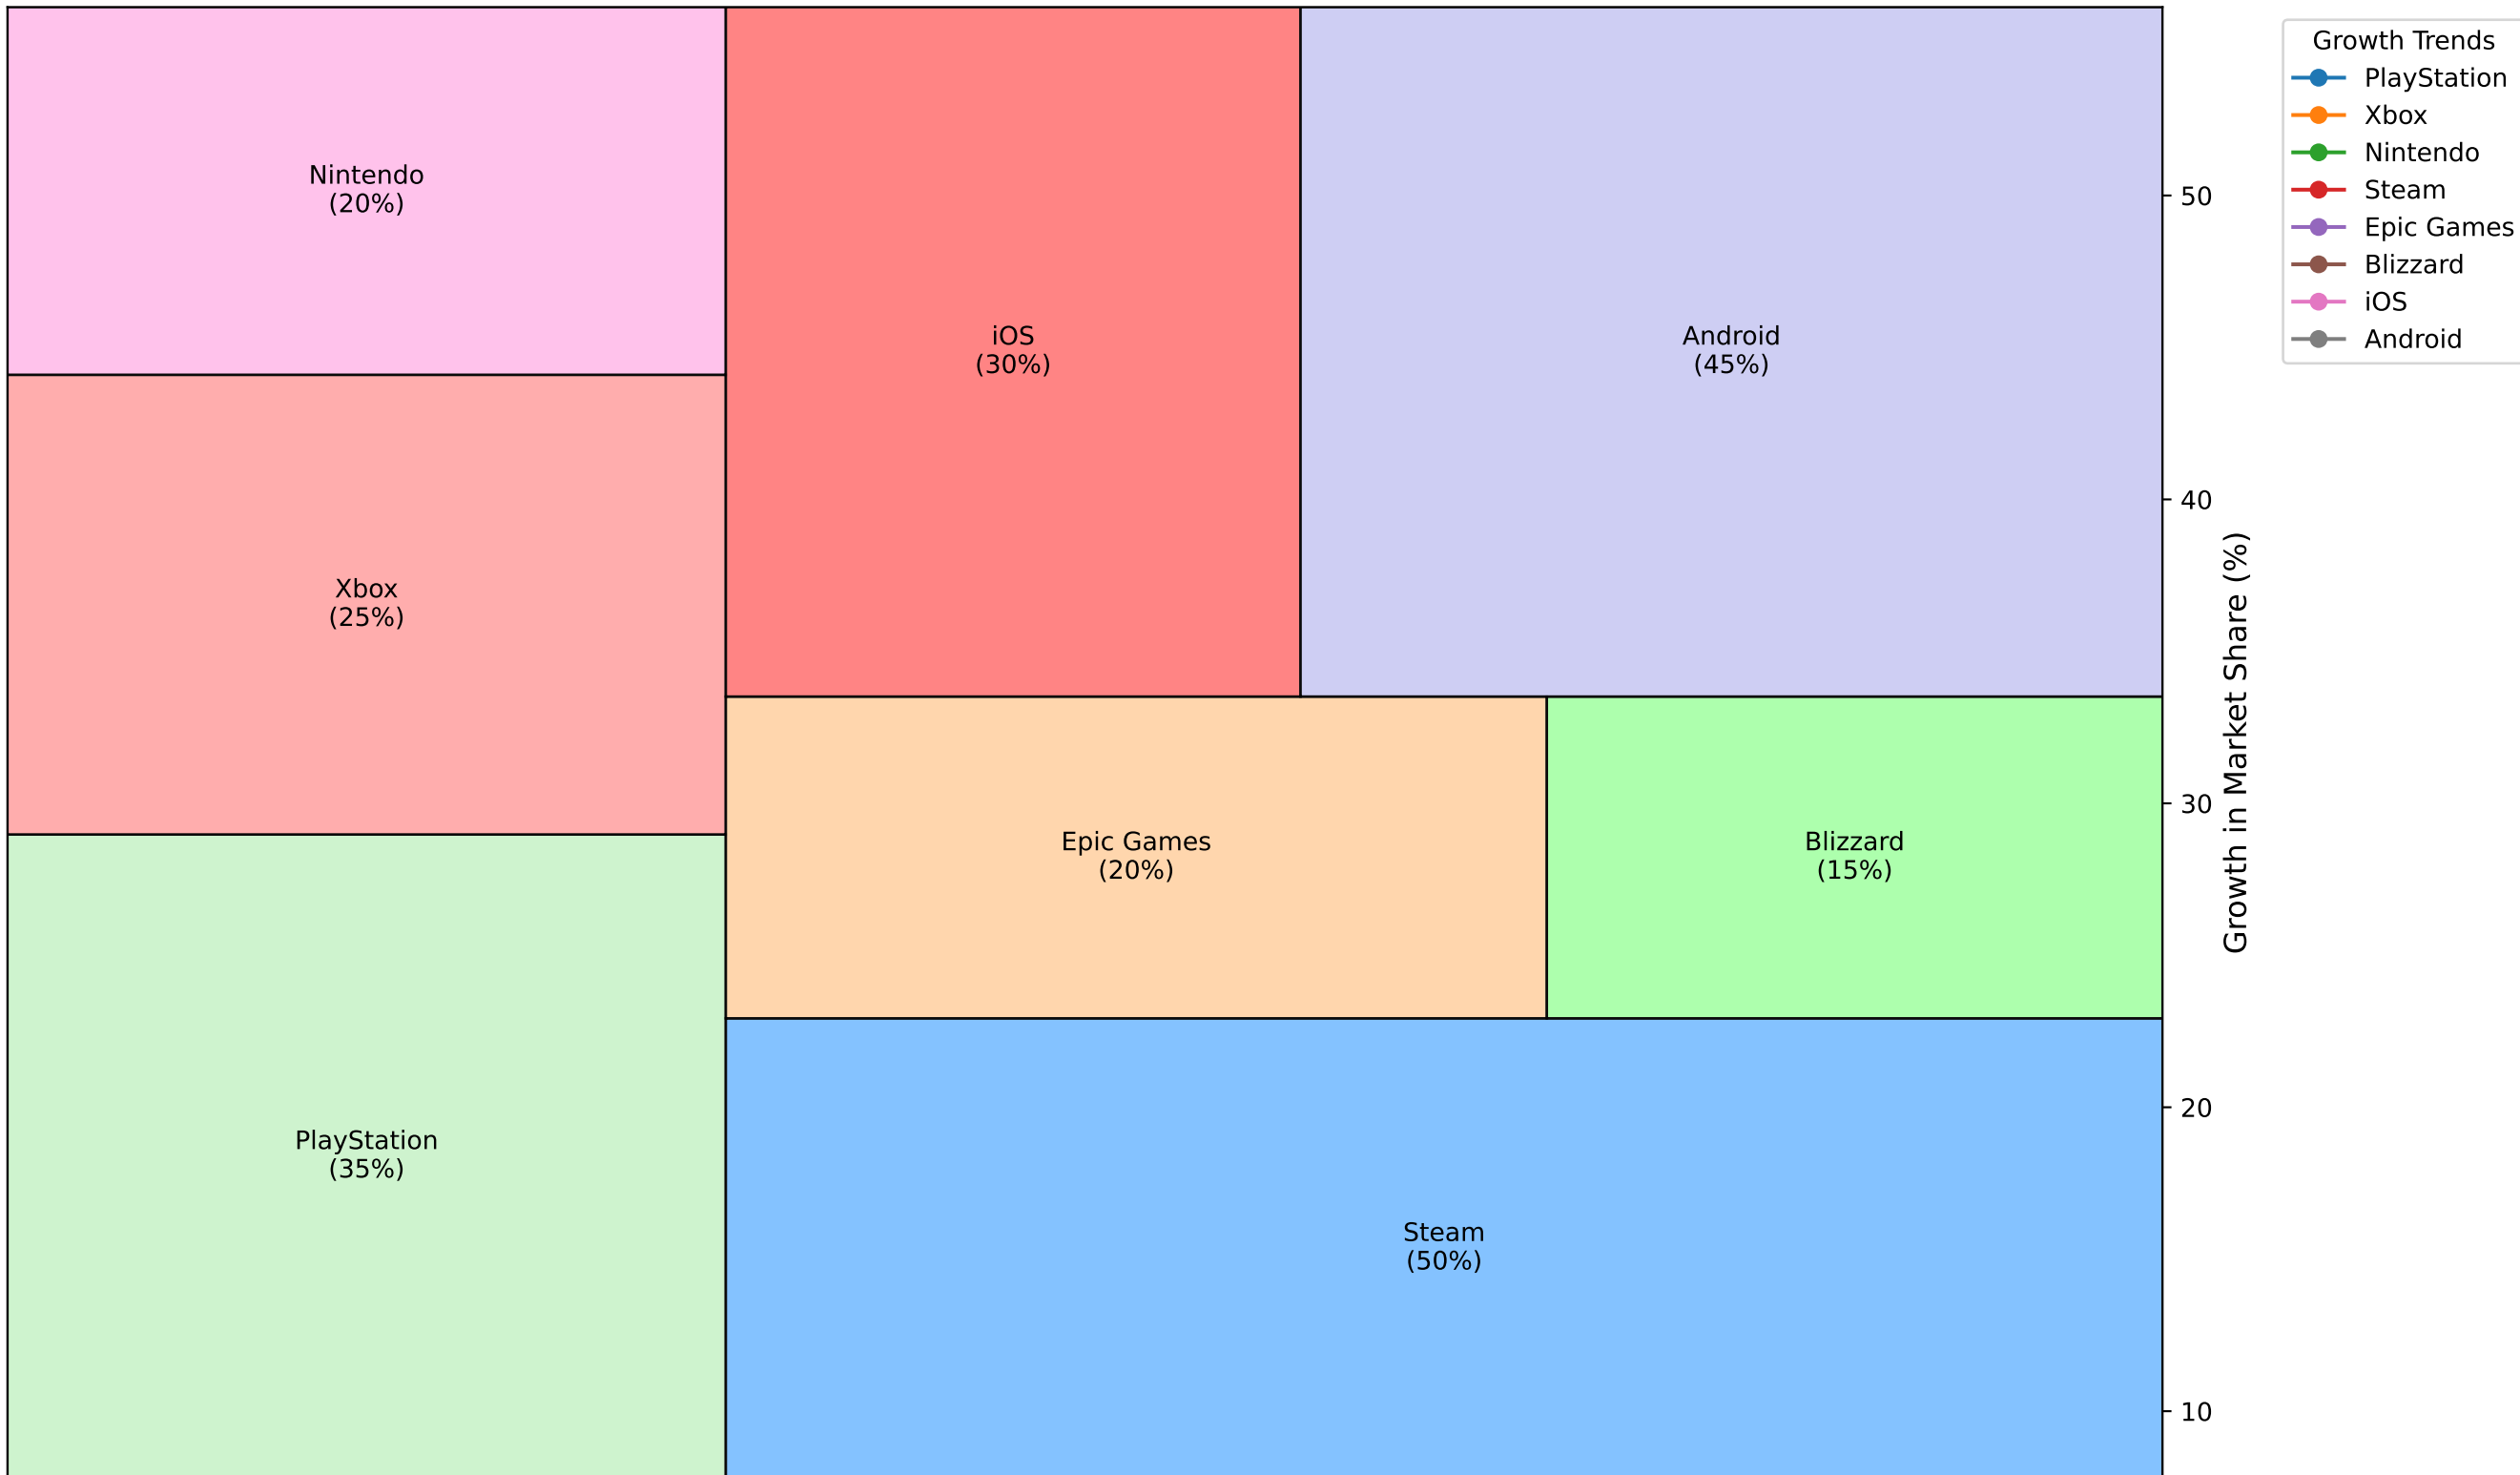 Nintendo
(20%)
iOS
(30%)
Android
(45%)
Xbox
(25%)
Epic Games
(20%)
Blizzard
(15%)
PlayStation
(35%)
Steam
(50%)
50
40
30
20
10
Growth in Market Share (%)
Growth Trends
PlayStation
Xbox
Nintendo
Steam
Epic Games
Blizzard
iOS
Android